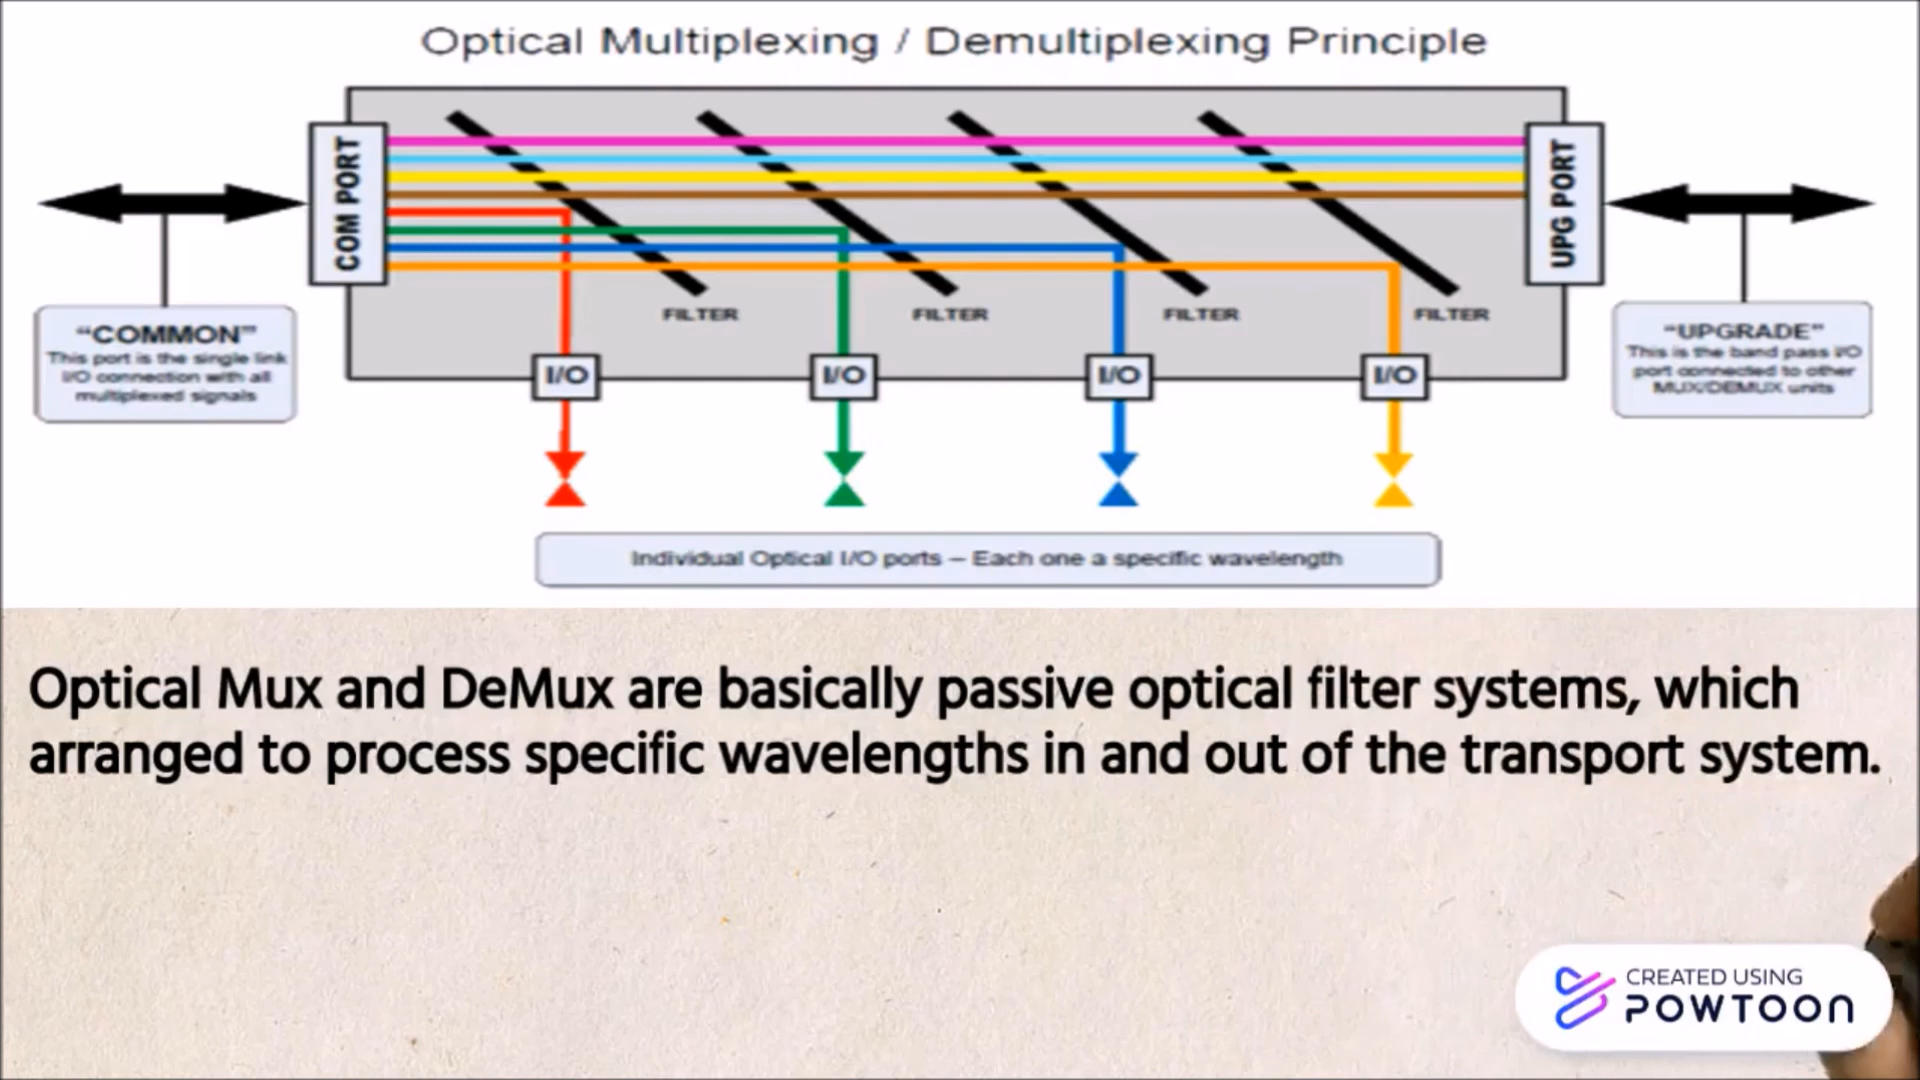 Optical Multiplexing / Demultiplexing Principle
COM PORT
UPG PORT
FILTER
FILTER
FILTER
FILTER
"COMMON"
This port is the single link
I/O connection with all
multiplexed signals
"UPGRADE"
This is the band pass I/O
port connected to other
MUX/DEMUX units
I/O
I/O
I/O
I/O
Individual Optical I/O ports – Each one a specific wavelength
Optical Mux and DeMux are basically passive optical filter systems, which
arranged to process specific wavelengths in and out of the transport system.
CREATED USING
POWTOON